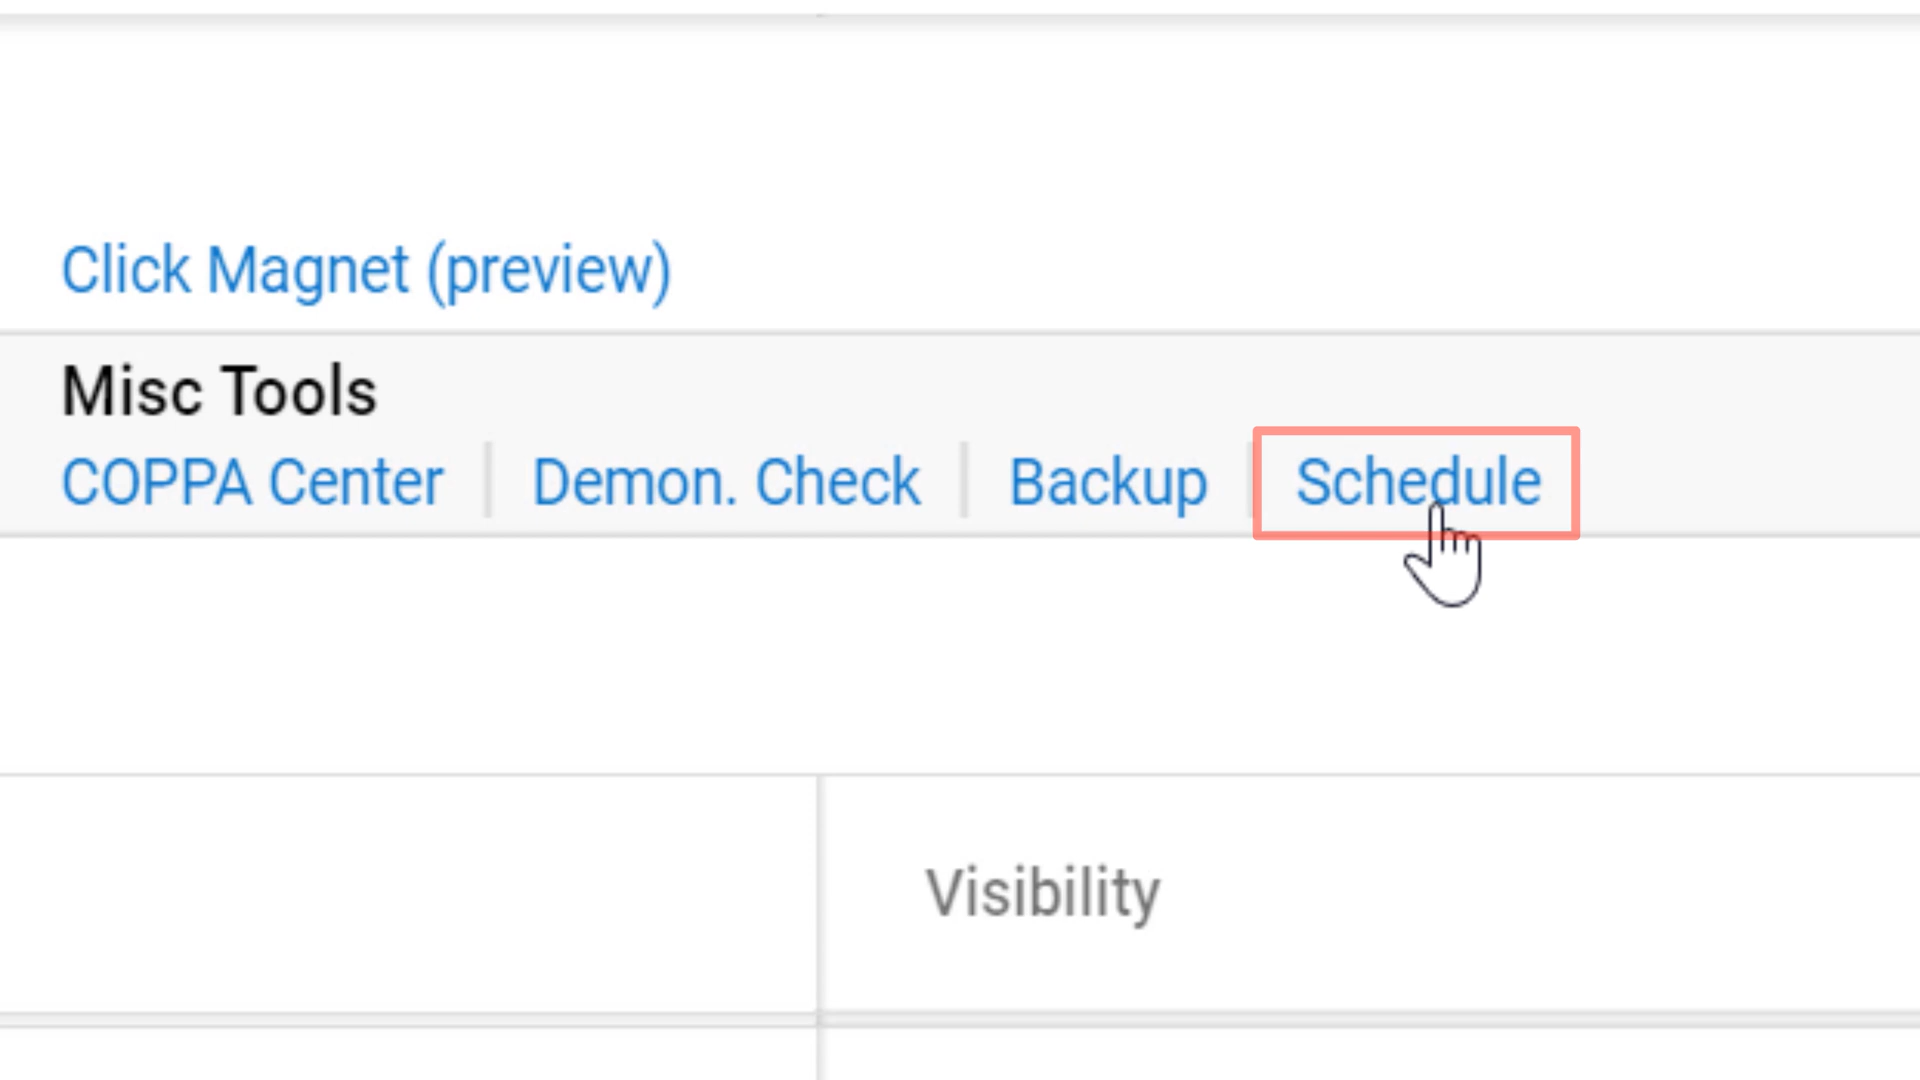 Click Magnet (preview)
Misc Tools
COPPA Center | Demon. Check | Backup | Schedule
Visibility